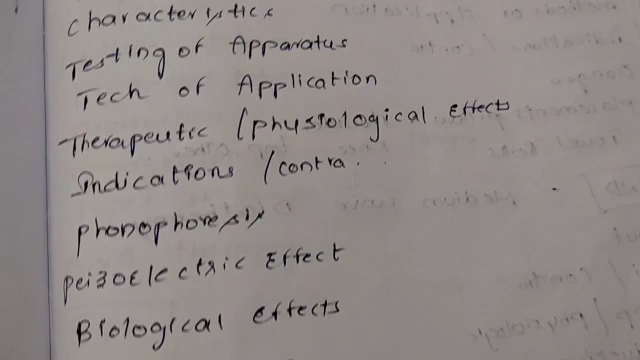 characteristics
Testing of Apparatus
Tech of Application
Therapeutic / physiological effects
Indications / contra.
phonophoresis
peizoelectric Effect
Biological effects